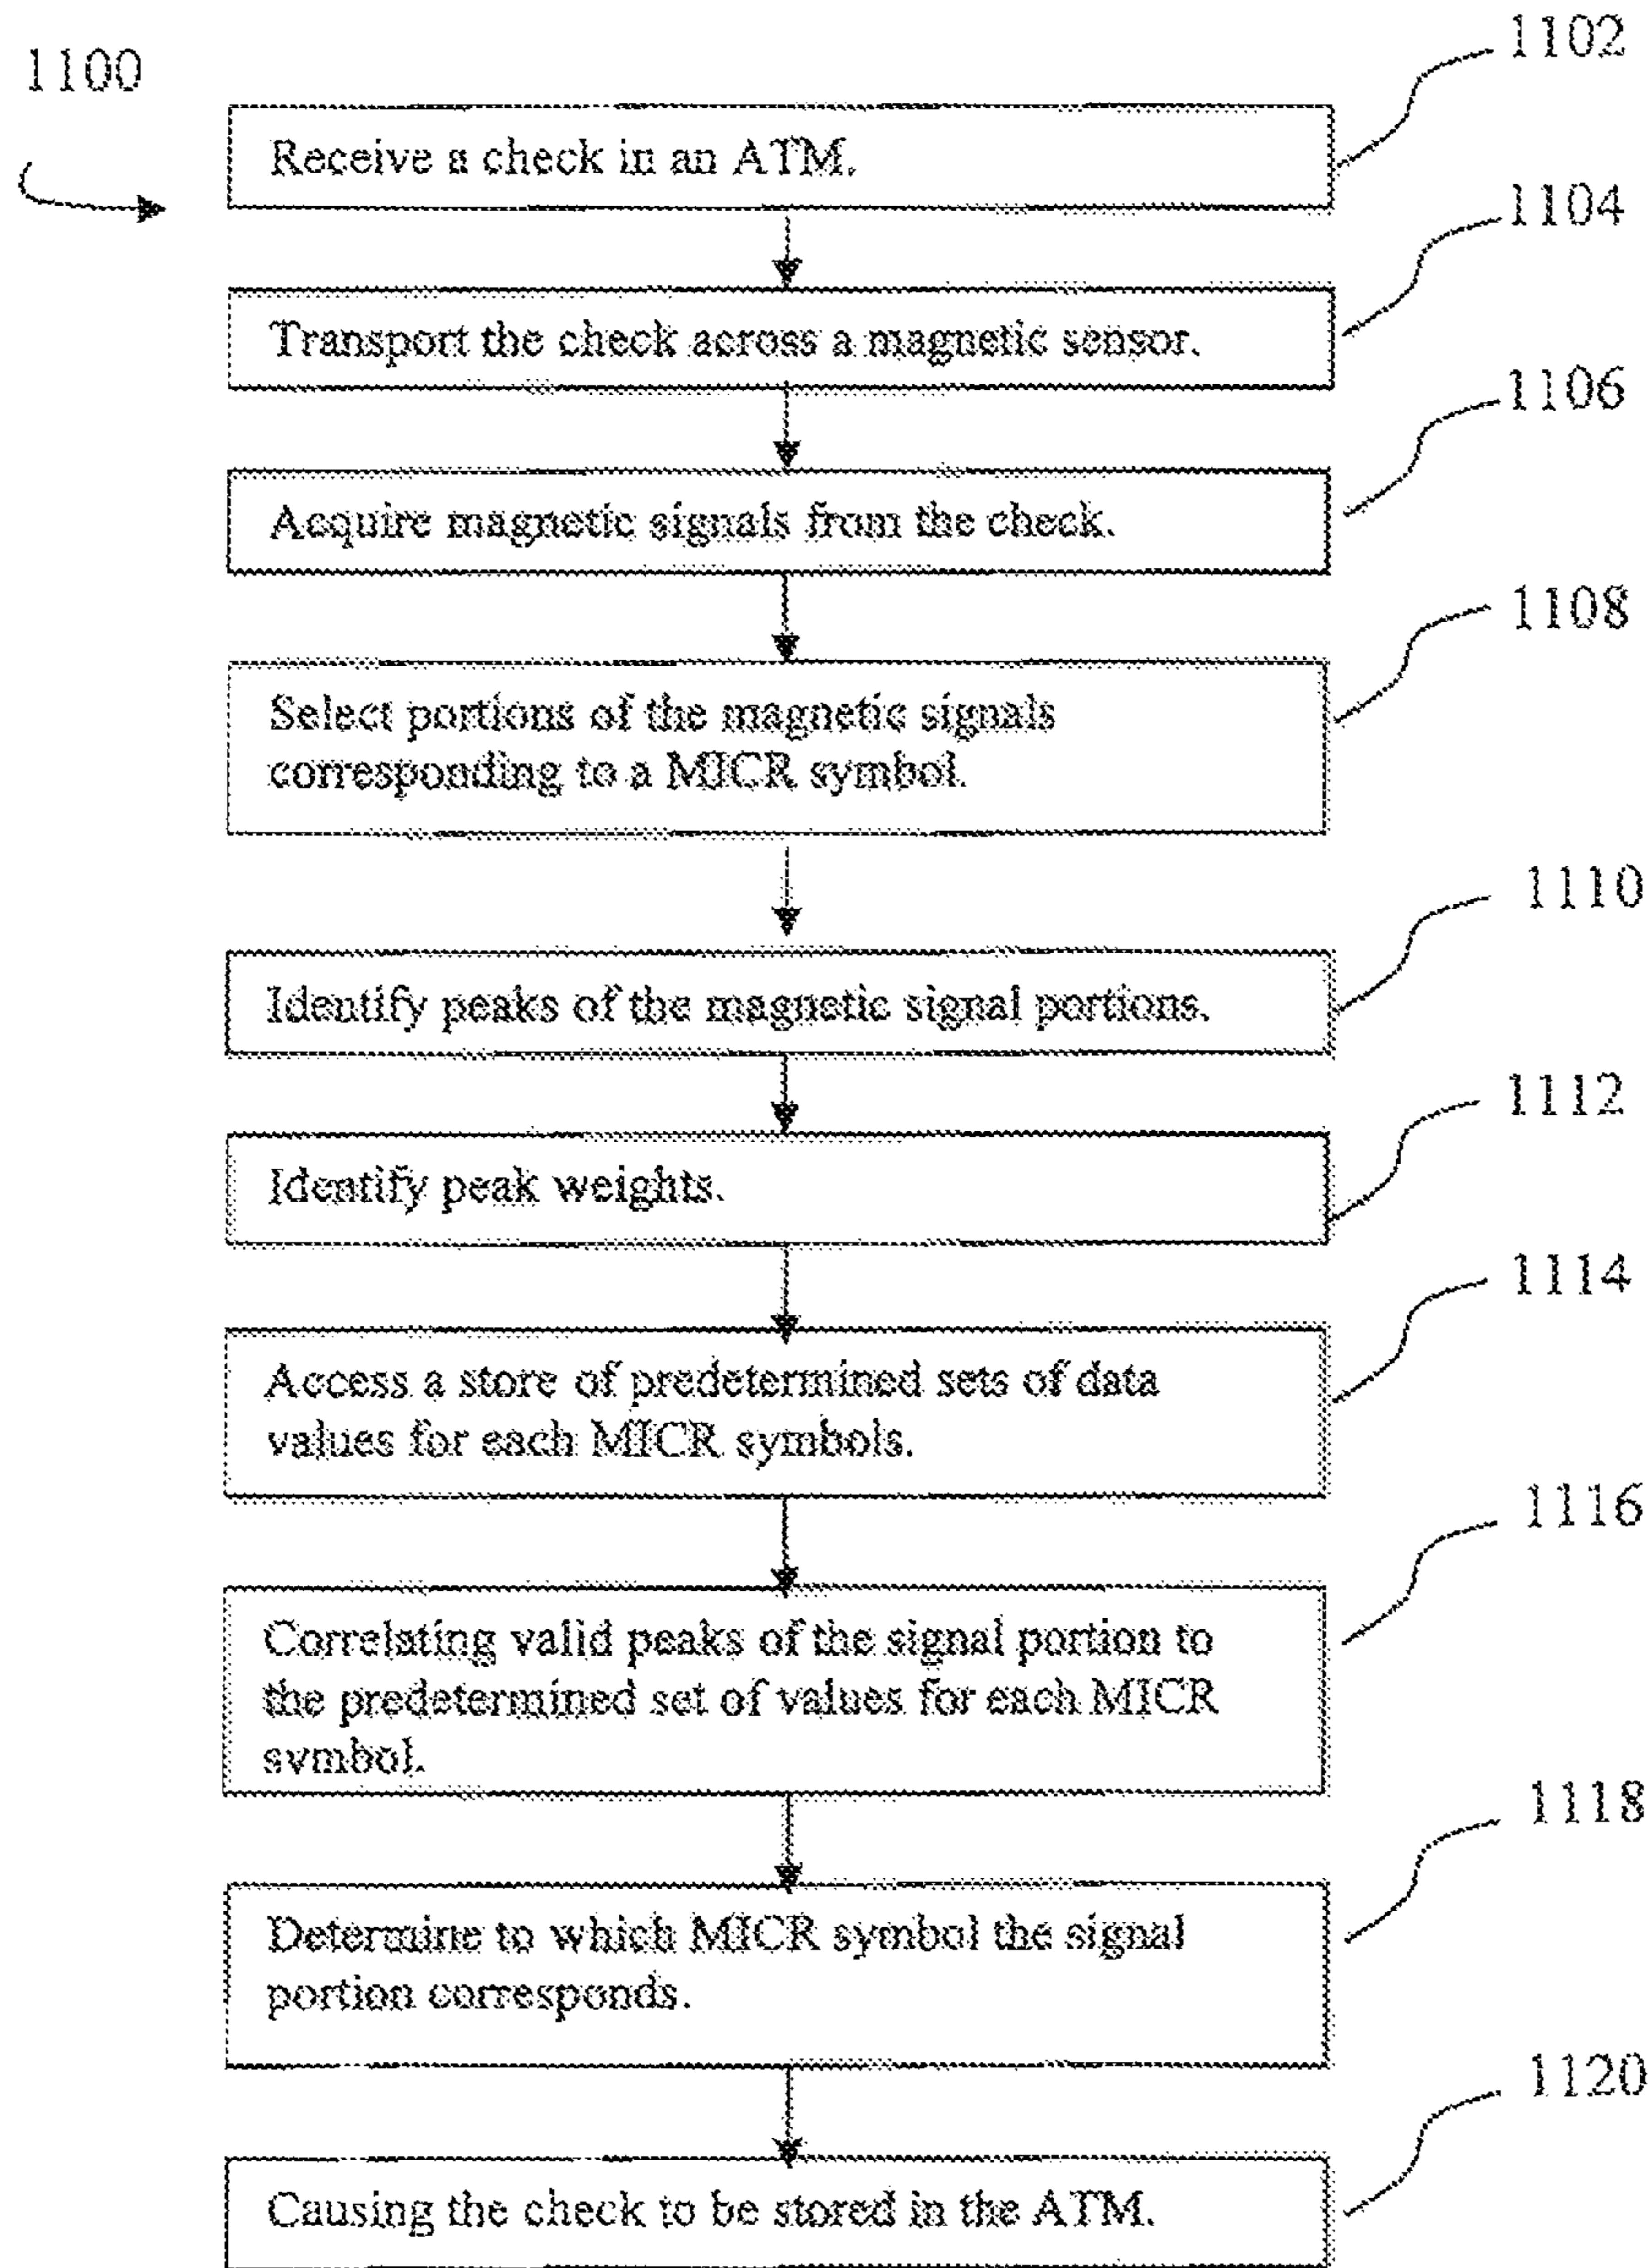 1100
1102
Receive a check in an ATM.
1104
Transport the check across a magnetic sensor.
1106
Acquire magnetic signals from the check.
1108
Select portions of the magnetic signals
corresponding to a MICR symbol.
1110
Identify peaks of the magnetic signal portions.
1112
Identify peak weights.
1114
Access a store of predetermined sets of data
values for each MICR symbols.
1116
Correlating valid peaks of the signal portion to
the predetermined set of values for each MICR
symbol.
1118
Determine to which MICR symbol the signal
portion corresponds.
1120
Causing the check to be stored in the ATM.